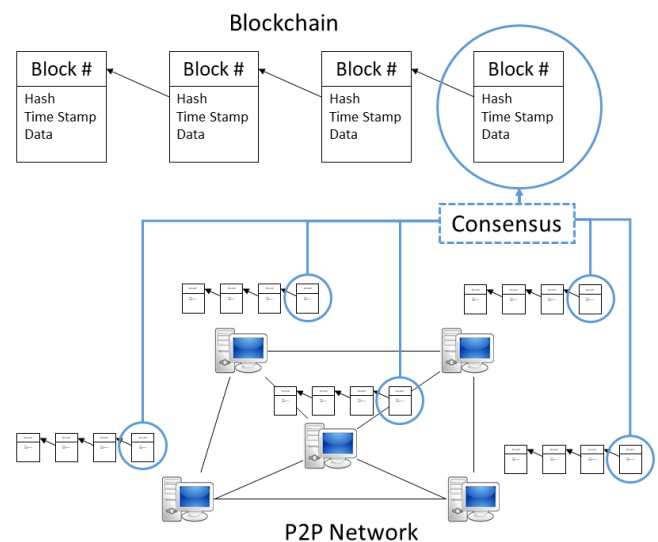 Blockchain
Block #
Hash
Time Stamp
Data
Block #
Hash
Time Stamp
Data
Block #
Hash
Time Stamp
Data
Block #
Hash
Time Stamp
Data
Consensus
P2P Network